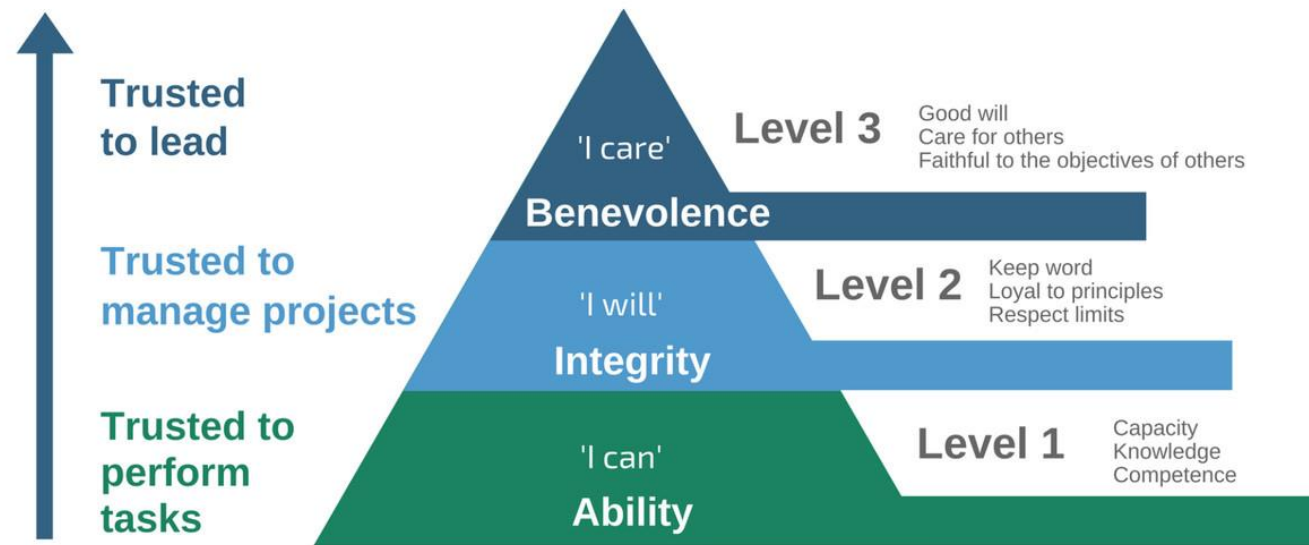 Trusted
to lead
'I care'
Benevolence
Level 3
Good will
Care for others
Faithful to the objectives of others
Trusted to
manage projects
'I will'
Integrity
Level 2
Keep word
Loyal to principles
Respect limits
Trusted to
perform
tasks
'I can'
Ability
Level 1
Capacity
Knowledge
Competence